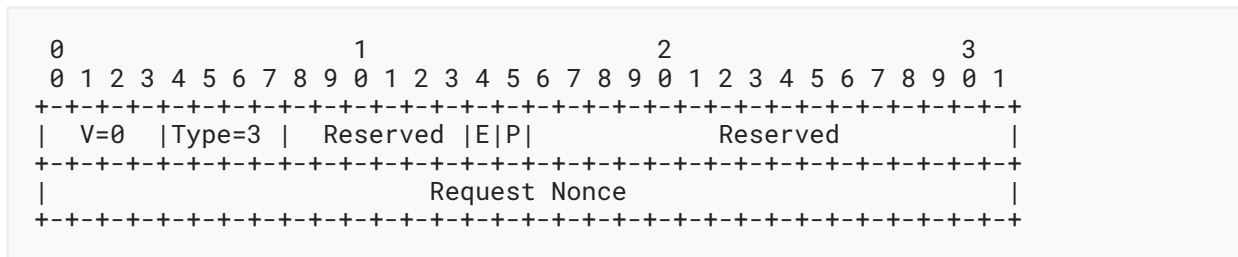 0                   1                   2                   3
 0 1 2 3 4 5 6 7 8 9 0 1 2 3 4 5 6 7 8 9 0 1 2 3 4 5 6 7 8 9 0 1
+-+-+-+-+-+-+-+-+-+-+-+-+-+-+-+-+-+-+-+-+-+-+-+-+-+-+-+-+-+-+-+-+
|  V=0  |Type=3 |  Reserved |E|P|            Reserved           |
+-+-+-+-+-+-+-+-+-+-+-+-+-+-+-+-+-+-+-+-+-+-+-+-+-+-+-+-+-+-+-+-+
|                         Request Nonce                         |
+-+-+-+-+-+-+-+-+-+-+-+-+-+-+-+-+-+-+-+-+-+-+-+-+-+-+-+-+-+-+-+-+